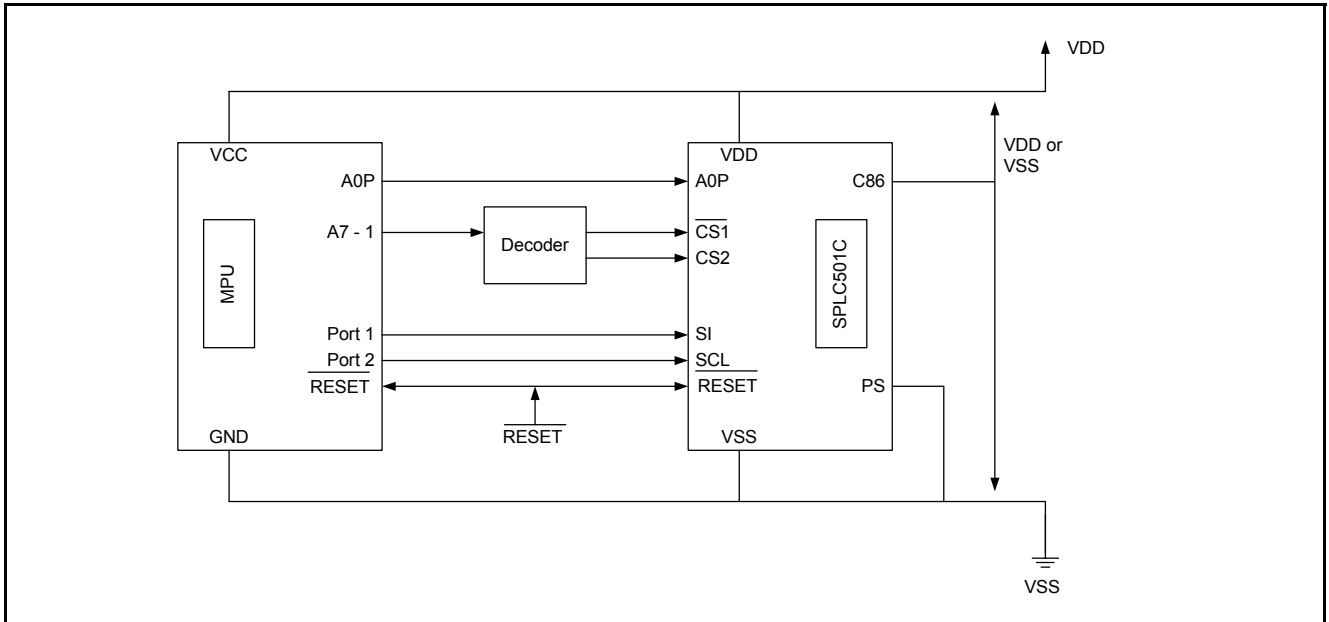 VDD
VDD or
VSS
VCC
A0P
A7 - 1
MPU
Port 1
Port 2
RESET
GND
Decoder
RESET
VDD
A0P
CS1
CS2
SI
SCL
RESET
VSS
C86
SPLC501C
PS
VSS